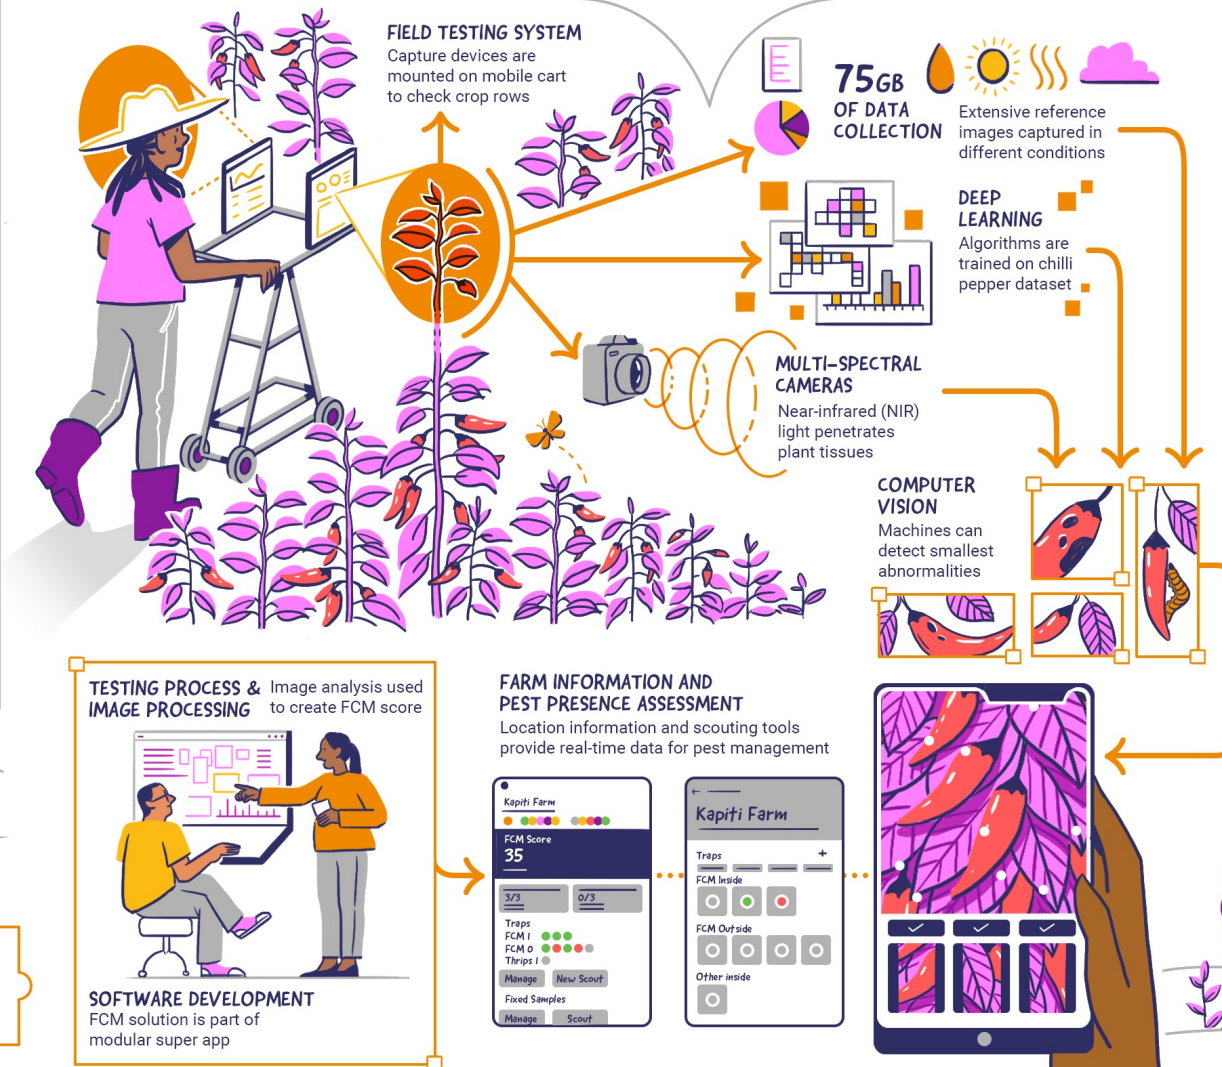 FIELD TESTING SYSTEM
Capture devices are
mounted on mobile cart
to check crop rows
75GB
OF DATA
COLLECTION
Extensive reference
images captured in
different conditions
DEEP
LEARNING
Algorithms are
trained on chilli
pepper dataset
MULTI-SPECTRAL
CAMERAS
Near-infrared (NIR)
light penetrates
plant tissues
COMPUTER
VISION
Machines can
detect smallest
abnormalities
TESTING PROCESS &
IMAGE PROCESSING
Image analysis used
to create FCM score
SOFTWARE DEVELOPMENT
FCM solution is part of
modular super app
FARM INFORMATION AND
PEST PRESENCE ASSESSMENT
Location information and scouting tools
provide real-time data for pest management
Kapiti Farm
FCM Score
35
3/3
0/3
Traps
FCM I
FCM O
Thrips I
Manage
New Scout
Fixed Samples
Manage
Scout
Kapiti Farm
Traps +
FCM Inside
FCM Outside
Other inside